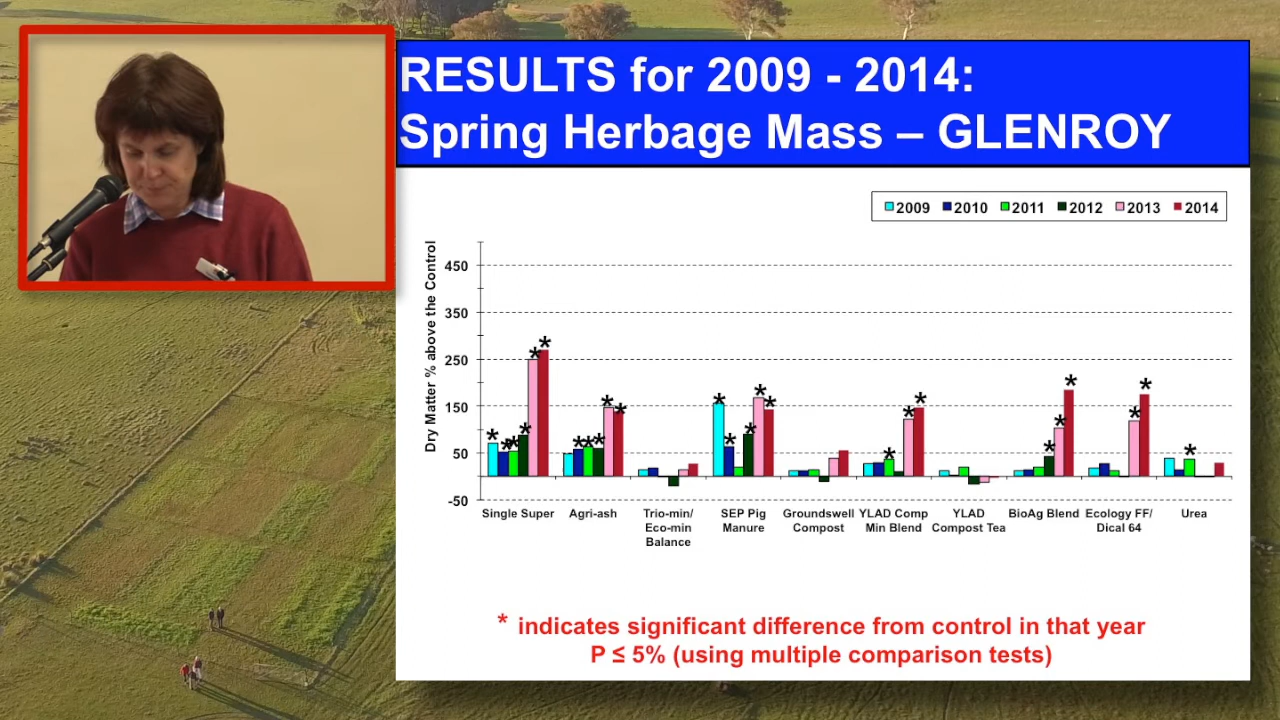 RESULTS for 2009 - 2014:
Spring Herbage Mass – GLENROY
2009 2010 2011 2012 2013 2014
Dry Matter % above the Control
450
350
250
150
50
-50
Single Super
Agri-ash
Trio-min/
Eco-min
Balance
SEP Pig
Manure
Groundswell
Compost
YLAD Comp
Min Blend
YLAD
Compost Tea
BioAg Blend
Ecology FF/
Dical 64
Urea
* indicates significant difference from control in that year
P ≤ 5% (using multiple comparison tests)